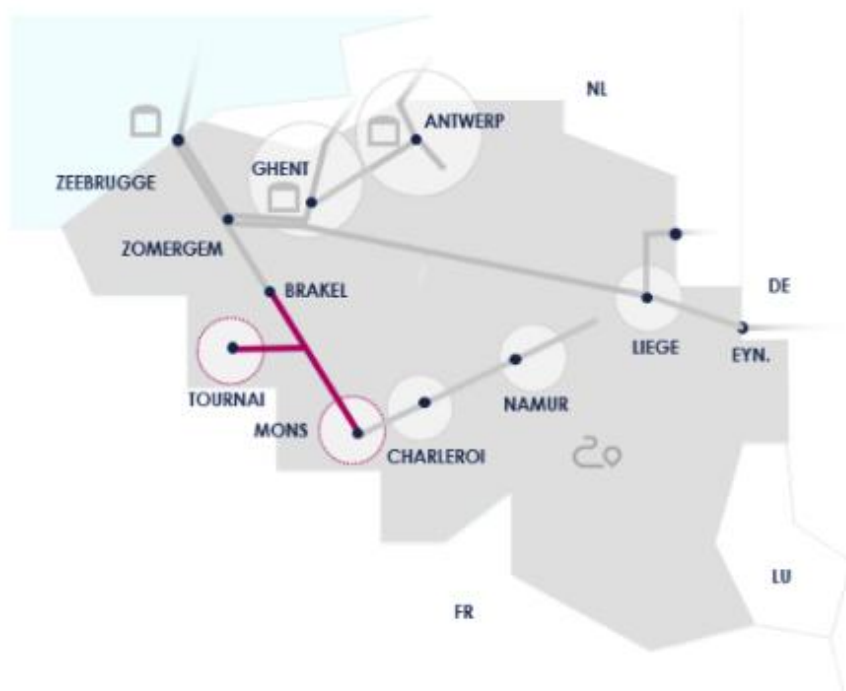 NL
ANTWERP
GHENT
ZEEBRUGGE
ZOMERGEM
BRAKEL
DE
LIEGE
EYN.
TOURNAI
NAMUR
MONS
CHARLEROI
LU
FR